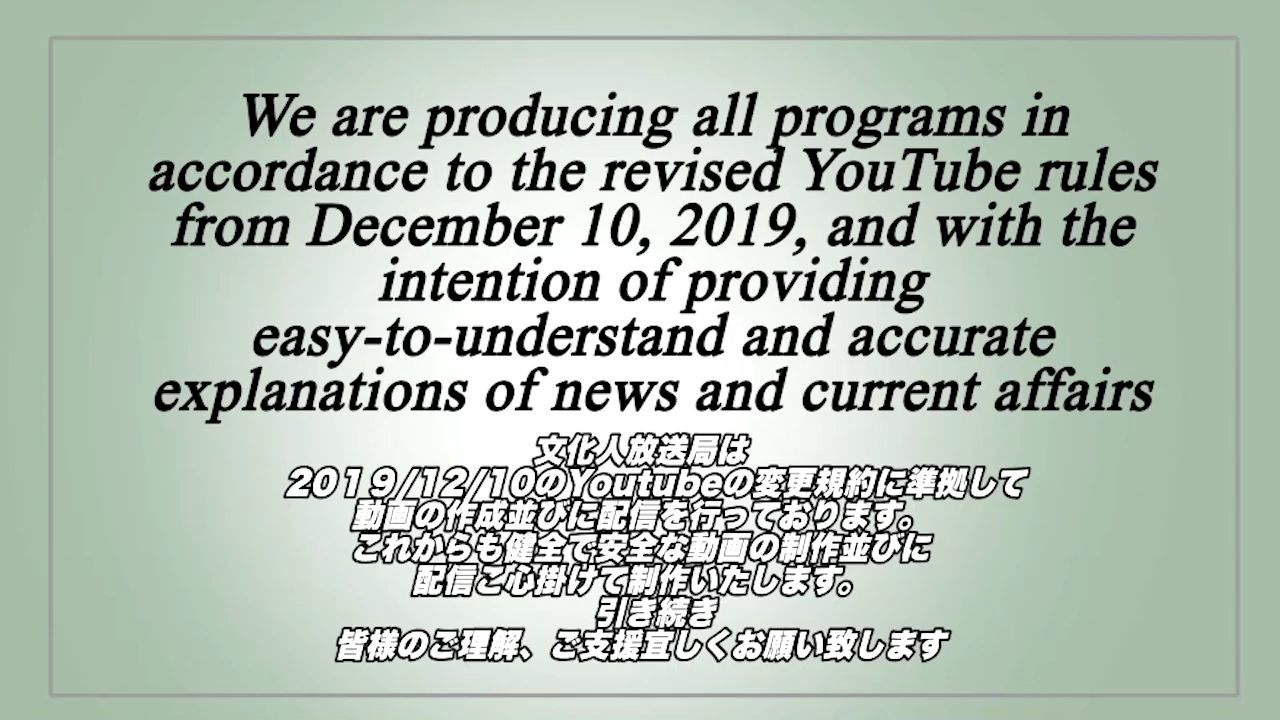 We are producing all programs in
accordance to the revised YouTube rules
from December 10, 2019, and with the
intention of providing
easy-to-understand and accurate
explanations of news and current affairs
文化人放送局は
2019/12/10のYoutubeの変更規約に準拠して
動画の作成並びに配信を行っております。
これからも健全で安全な動画の制作並びに
配信ご心掛けて制作いたします。
引き続き
皆様のご理解、ご支援宜しくお願い致します